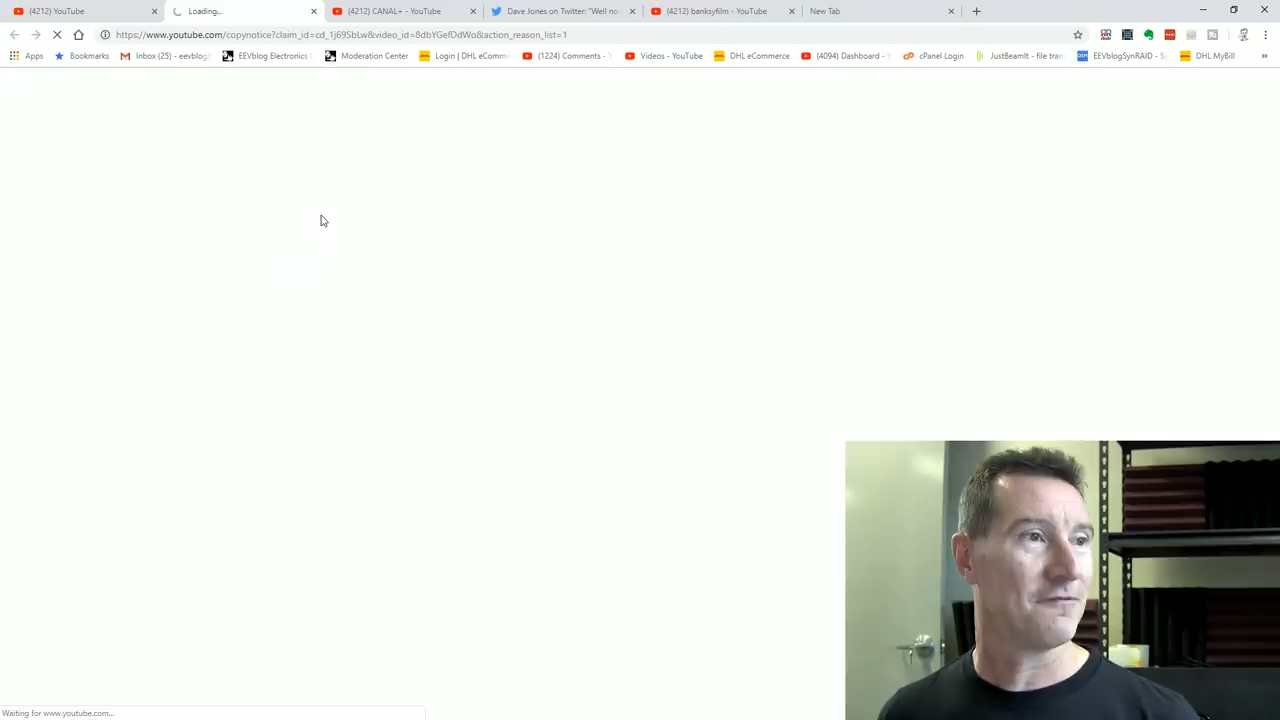 (4212) YouTube
Loading...
(4212) CANAL+ - YouTube
Dave Jones on Twitter: "Well no
(4212) banksyfilm - YouTube
New Tab
https://www.youtube.com/copynotice?claim_id=cd_1j69SbLw&video_id=8dbYGefDdWo&action_reason_list=1
Apps
Bookmarks
Inbox (25) - eevblog
EEVblog Electronics
Moderation Center
Login | DHL eComme
(1224) Comments -
Videos - YouTube
DHL eCommerce
(4094) Dashboard -
cPanel Login
JustBeamIt - file tran
EEVblogSynRAID - Sy
DHL MyBill
Waiting for www.youtube.com...